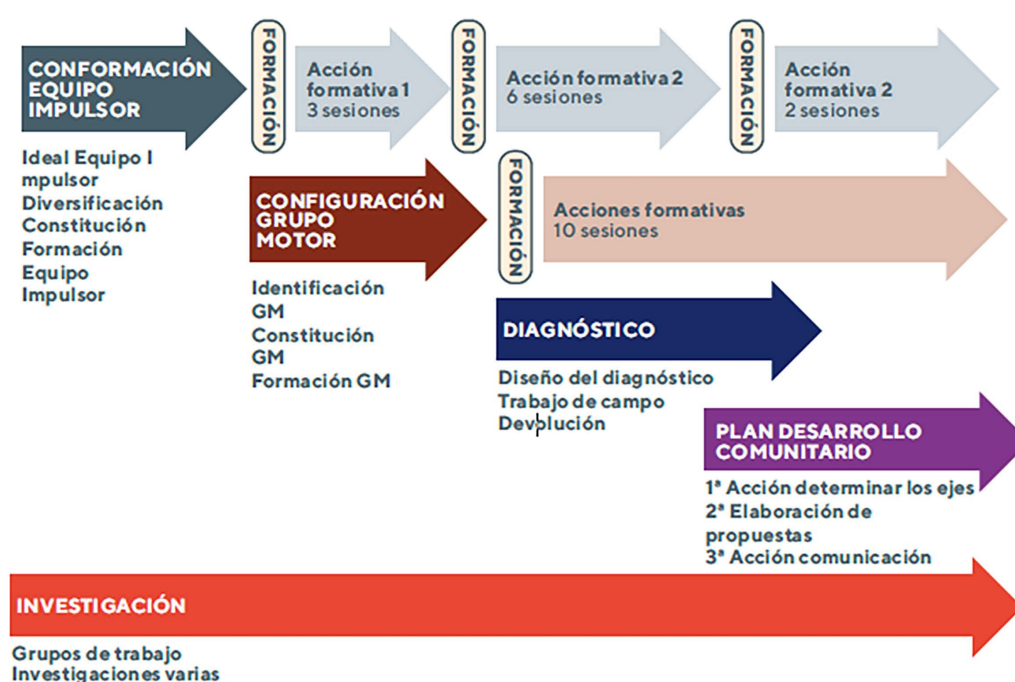 CONFORMACIÓN
EQUIPO
IMPULSOR
FORMACIÓN
Acción
formativa 1
3 sesiones
FORMACIÓN
Acción formativa 2
6 sesiones
FORMACIÓN
Acción
formativa 2
2 sesiones
Ideal Equipo I
mpulsor
Diversificación
Constitución
Formación
Equipo
Impulsor
CONFIGURACIÓN
GRUPO
MOTOR
FORMACIÓN
Acciones formativas
10 sesiones
Identificación
GM
Constitución
GM
Formación GM
DIAGNÓSTICO
Diseño del diagnóstico
Trabajo de campo
Devolución
PLAN DESARROLLO
COMUNITARIO
1ª Acción determinar los ejes
2ª Elaboración de
propuestas
3ª Acción comunicación
INVESTIGACIÓN
Grupos de trabajo
Investigaciones varias